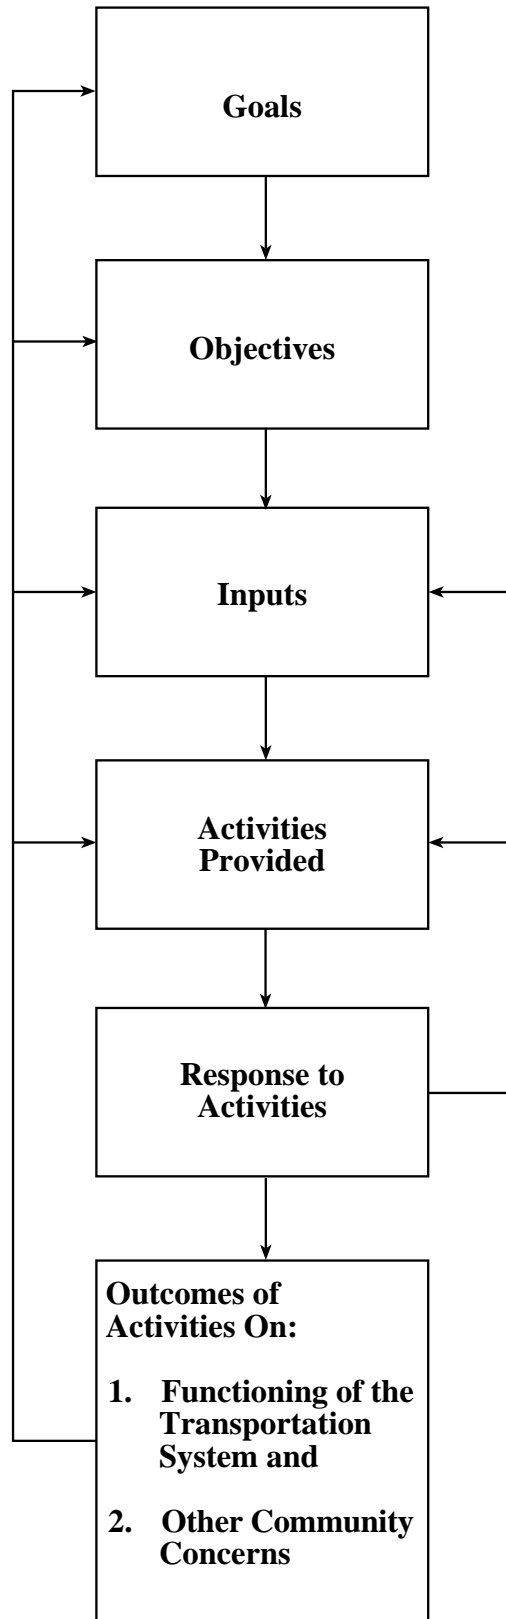 Goals
Objectives
Inputs
Activities
Provided
Response to
Activities
Outcomes of
Activities On:
1. Functioning of the
Transportation
System and
2. Other Community
Concerns